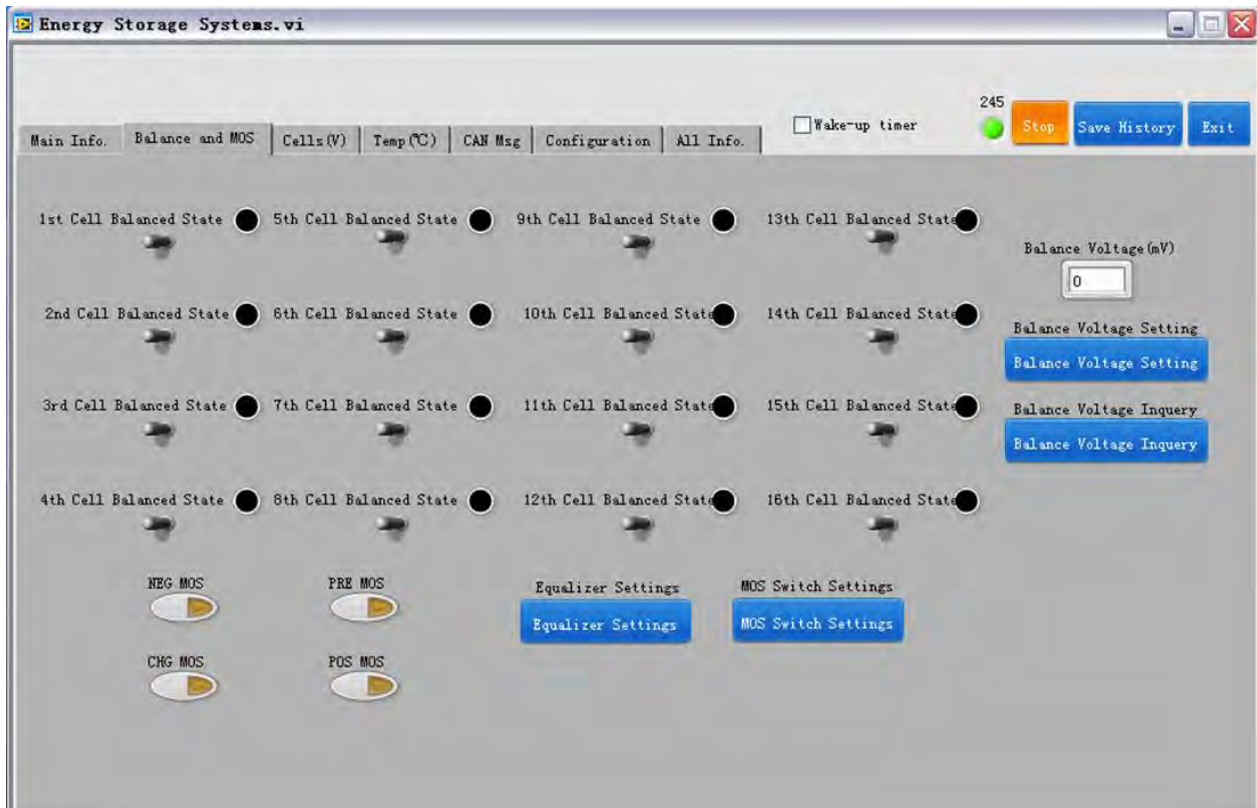 Energy Storage Systems.vi
245
Wake-up timer
Stop
Save History
Exit
Main Info.
Balance and MOS
Cells(V)
Temp(℃)
CAN Msg
Configuration
All Info.
1st Cell Balanced State
5th Cell Balanced State
9th Cell Balanced State
13th Cell Balanced State
Balance Voltage(mV)
0
2nd Cell Balanced State
6th Cell Balanced State
10th Cell Balanced State
14th Cell Balanced State
Balance Voltage Setting
Balance Voltage Setting
3rd Cell Balanced State
7th Cell Balanced State
11th Cell Balanced State
15th Cell Balanced State
Balance Voltage Inquery
Balance Voltage Inquery
4th Cell Balanced State
8th Cell Balanced State
12th Cell Balanced State
16th Cell Balanced State
NEG MOS
PRE MOS
Equalizer Settings
MOS Switch Settings
Equalizer Settings
MOS Switch Settings
CHG MOS
POS MOS